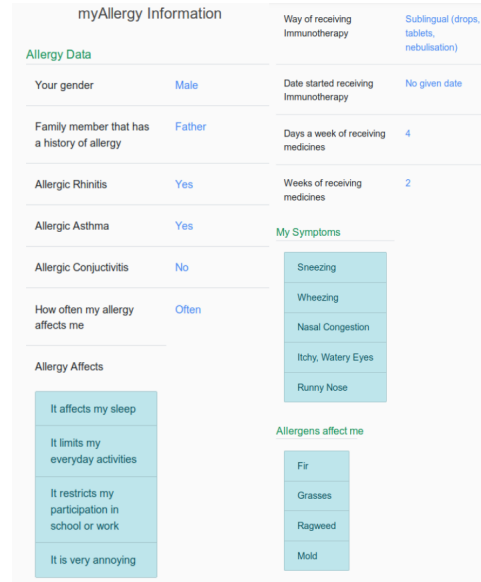 myAllergy Information
Allergy Data
Your gender Male
Family member that has Father
a history of allergy
Allergic Rhinitis Yes
Allergic Asthma Yes
Allergic Conjuctivitis No
How often my allergy Often
affects me
Allergy Affects
It affects my sleep
It limits my
everyday activities
It restricts my
participation in
school or work
It is very annoying
Way of receiving Sublingual (drops,
Immunotherapy tablets,
nebulisation)
Date started receiving No given date
Immunotherapy
Days a week of receiving 4
medicines
Weeks of receiving 2
medicines
My Symptoms
Sneezing
Wheezing
Nasal Congestion
Itchy, Watery Eyes
Runny Nose
Allergens affect me
Fir
Grasses
Ragweed
Mold